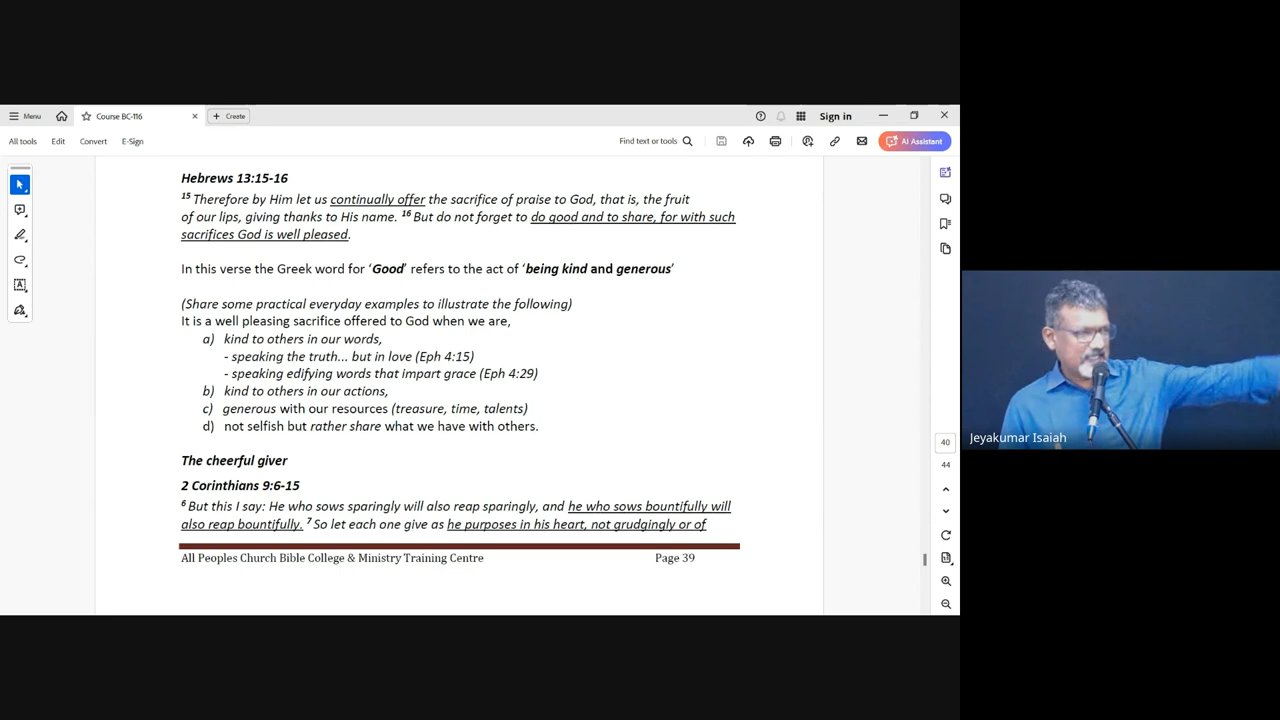 Menu
Course BC-116
Create
Sign in
All tools
Edit
Convert
E-Sign
Find text or tools
AI Assistant
Hebrews 13:15-16
15 Therefore by Him let us continually offer the sacrifice of praise to God, that is, the fruit
of our lips, giving thanks to His name. 16 But do not forget to do good and to share, for with such
sacrifices God is well pleased.
In this verse the Greek word for ‘Good’ refers to the act of ‘being kind and generous’
(Share some practical everyday examples to illustrate the following)
It is a well pleasing sacrifice offered to God when we are,
a) kind to others in our words,
- speaking the truth... but in love (Eph 4:15)
- speaking edifying words that impart grace (Eph 4:29)
b) kind to others in our actions,
c) generous with our resources (treasure, time, talents)
d) not selfish but rather share what we have with others.
The cheerful giver
2 Corinthians 9:6-15
6 But this I say: He who sows sparingly will also reap sparingly, and he who sows bountifully will
also reap bountifully. 7 So let each one give as he purposes in his heart, not grudgingly or of
All Peoples Church Bible College & Ministry Training Centre Page 39
40
44
Jeyakumar Isaiah